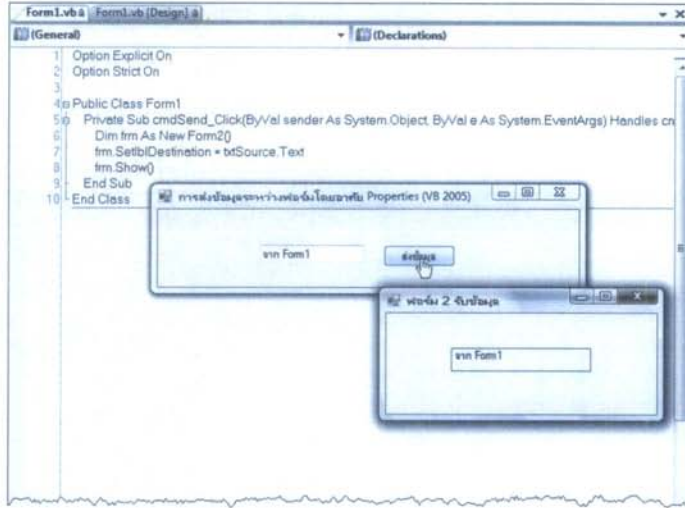 Form1.vb Form1.vb [Design]
(General) (Declarations)
1 Option Explicit On
2 Option Strict On
3
4 Public Class Form1
5 Private Sub cmdSend_Click(ByVal sender As System.Object, ByVal e As System.EventArgs) Handles cm
6 Dim frm As New Form2()
7 frm.SetlblDestination = txtSource.Text
8 frm.Show()
9 End Sub
10 End Class
การส่งข้อมูลระหว่างฟอร์มโดยอาศัย Properties (VB 2005)
จาก Form1
ส่งข้อมูล
ฟอร์ม 2 รับข้อมูล
จาก Form1